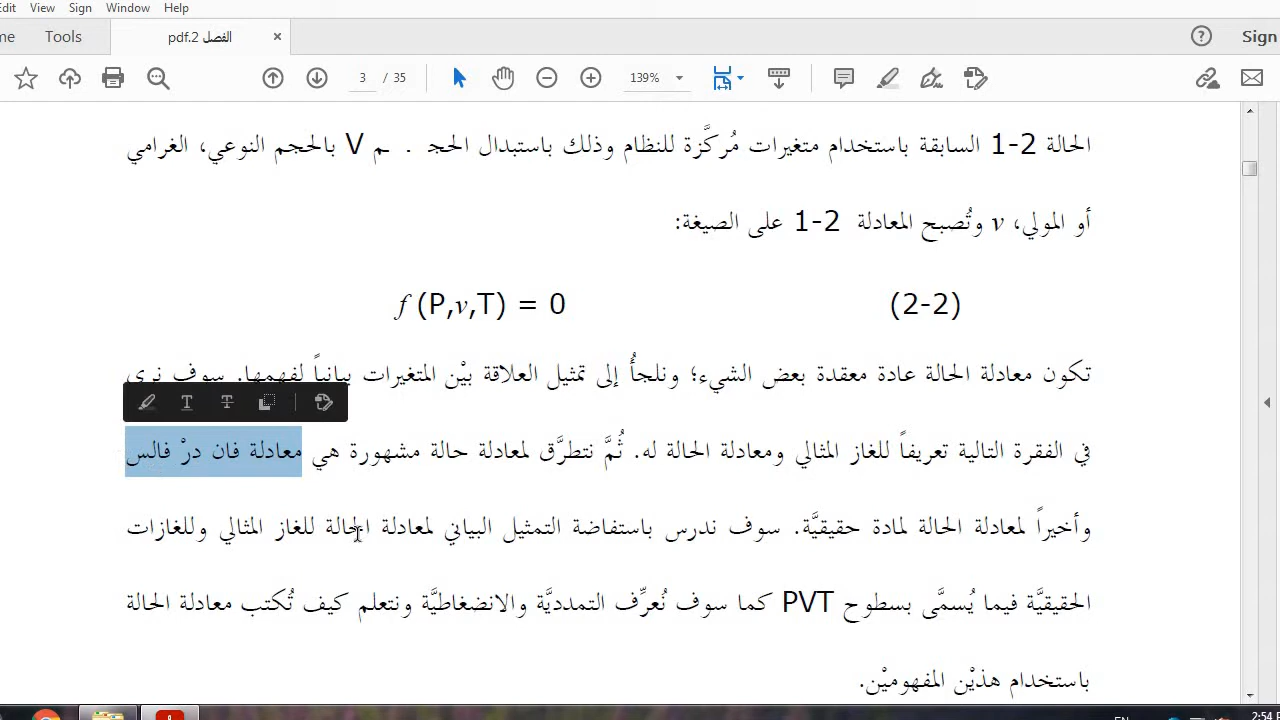 Edit View Sign Window Help
me Tools الفصل 2.pdf × ? Sign
3 / 35 139%
الحالة 2-1 السابقة باستخدام متغيرات مُركَّزة للنظام وذلك باستبدال الحجـ . ـم V بالحجم النوعي، الغرامي
أو المولي، v وتُصبح المعادلة 2-1 على الصيغة:
f (P,v,T) = 0 (2-2)
تكون معادلة الحالة عادة معقدة بعض الشيء؛ ونلجأُ إلى تمثيل العلاقة بيْن المتغيرات بيانياً لفهمها. سوف نرى
في الفقرة التالية تعريفاً للغاز المثالي ومعادلة الحالة له. ثُمَّ نتطرَّق لمعادلة حالة مشهورة هي معادلة فان درْ فالس
وأخيراً لمعادلة الحالة لمادة حقيقيَّة. سوف ندرس باستفاضة التمثيل البياني لمعادلة الحالة للغاز المثالي وللغازات
الحقيقيَّة فيما يُسمَّى بسطوح PVT كما سوف نُعرِّف التمدديَّة والانضغاطيَّة ونتعلم كيف تُكتب معادلة الحالة
باستخدام هذيْن المفهوميْن.